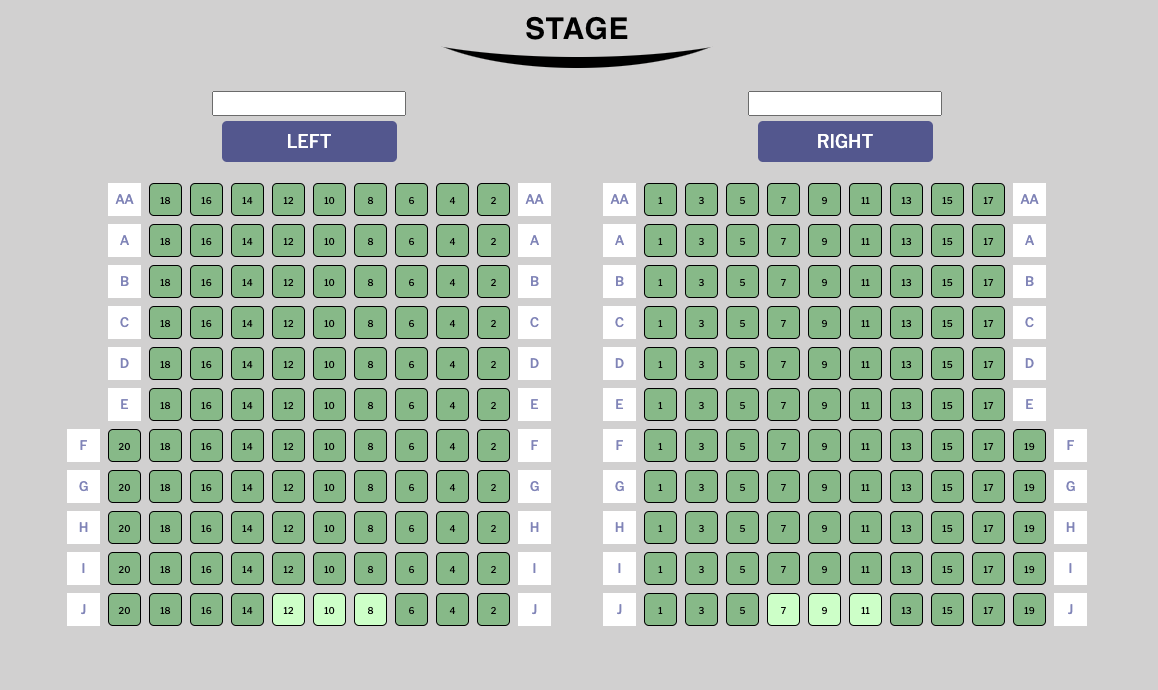 STAGE
LEFT RIGHT
AA 18 16 14 12 10 8 6 4 2 AA AA 1 3 5 7 9 11 13 15 17 AA
A 18 16 14 12 10 8 6 4 2 A A 1 3 5 7 9 11 13 15 17 A
B 18 16 14 12 10 8 6 4 2 B B 1 3 5 7 9 11 13 15 17 B
C 18 16 14 12 10 8 6 4 2 C C 1 3 5 7 9 11 13 15 17 C
D 18 16 14 12 10 8 6 4 2 D D 1 3 5 7 9 11 13 15 17 D
E 18 16 14 12 10 8 6 4 2 E E 1 3 5 7 9 11 13 15 17 E
F 20 18 16 14 12 10 8 6 4 2 F F 1 3 5 7 9 11 13 15 17 19 F
G 20 18 16 14 12 10 8 6 4 2 G G 1 3 5 7 9 11 13 15 17 19 G
H 20 18 16 14 12 10 8 6 4 2 H H 1 3 5 7 9 11 13 15 17 19 H
I 20 18 16 14 12 10 8 6 4 2 I I 1 3 5 7 9 11 13 15 17 19 I
J 20 18 16 14 12 10 8 6 4 2 J J 1 3 5 7 9 11 13 15 17 19 J